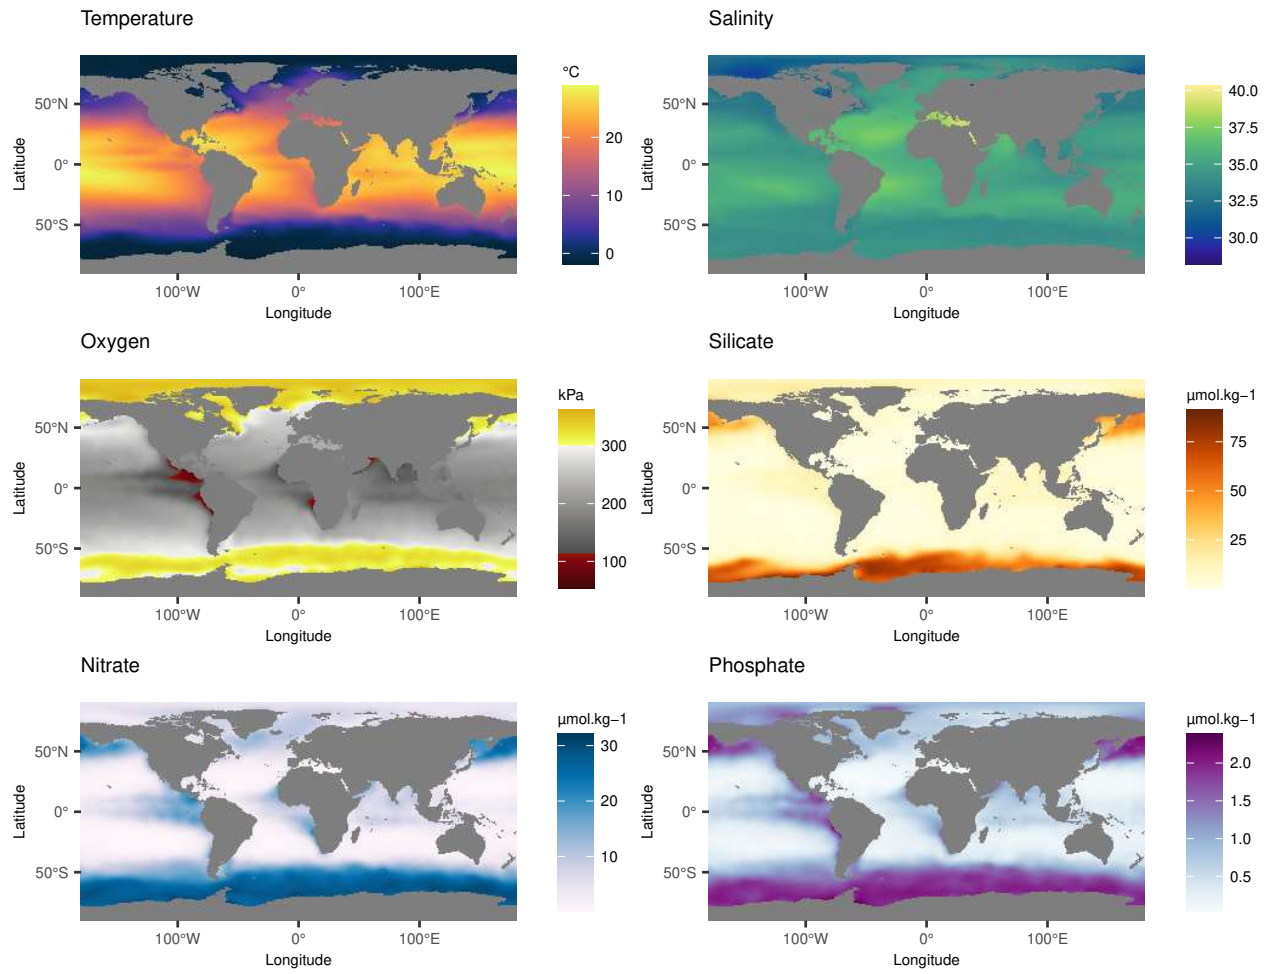 Temperature
°C
50°N
0°
50°S
20
10
0
100°W
0°
100°E
Latitude
Longitude
Salinity
50°N
0°
50°S
40.0
37.5
35.0
32.5
30.0
100°W
0°
100°E
Latitude
Longitude
Oxygen
kPa
50°N
0°
50°S
300
200
100
100°W
0°
100°E
Latitude
Longitude
Silicate
μmol.kg−1
50°N
0°
50°S
75
50
25
100°W
0°
100°E
Latitude
Longitude
Nitrate
μmol.kg−1
50°N
0°
50°S
30
20
10
100°W
0°
100°E
Latitude
Longitude
Phosphate
μmol.kg−1
50°N
0°
50°S
2.0
1.5
1.0
0.5
100°W
0°
100°E
Latitude
Longitude